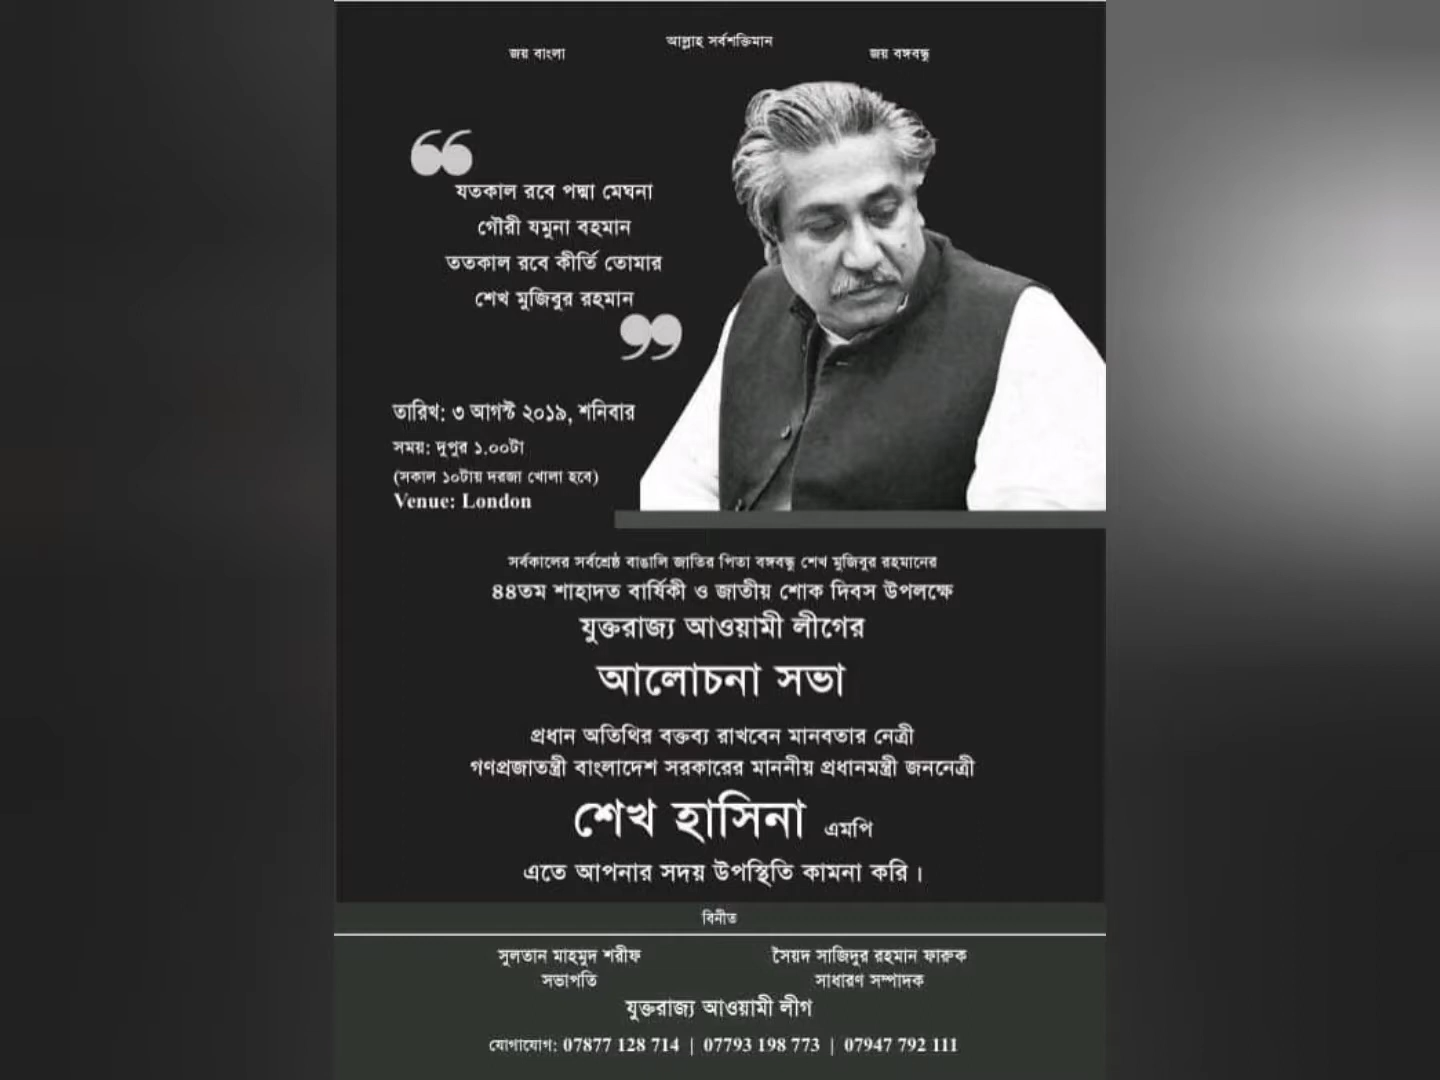 আল্লাহ সর্বশক্তিমান
জয় বাংলা
জয় বঙ্গবন্ধু
যতকাল রবে পদ্মা মেঘনা
গৌরী যমুনা বহমান
ততকাল রবে কীর্তি তোমার
শেখ মুজিবুর রহমান
তারিখ: ৩ আগস্ট ২০১৯, শনিবার
সময়: দুপুর ১.০০টা
(সকাল ১০টায় দরজা খোলা হবে)
Venue: London
সর্বকালের সর্বশ্রেষ্ঠ বাঙালি জাতির পিতা বঙ্গবন্ধু শেখ মুজিবুর রহমানের
৪৪তম শাহাদত বার্ষিকী ও জাতীয় শোক দিবস উপলক্ষে
যুক্তরাজ্য আওয়ামী লীগের
আলোচনা সভা
প্রধান অতিথির বক্তব্য রাখবেন মানবতার নেত্রী
গণপ্রজাতন্ত্রী বাংলাদেশ সরকারের মাননীয় প্রধানমন্ত্রী জননেত্রী
শেখ হাসিনা এমপি
এতে আপনার সদয় উপস্থিতি কামনা করি।
বিনীত
সুলতান মাহমুদ শরীফ
সভাপতি
সৈয়দ সাজিদুর রহমান ফারুক
সাধারণ সম্পাদক
যুক্তরাজ্য আওয়ামী লীগ
যোগাযোগ: 07877 128 714 | 07793 198 773 | 07947 792 111